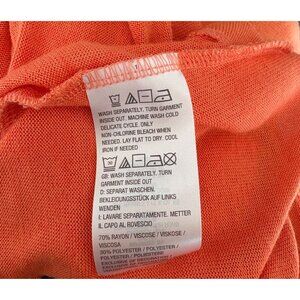 WASH SEPARATELY. TURN GARMENT
INSIDE OUT. MACHINE WASH COLD
DELICATE CYCLE. ONLY
NON-CHLORINE BLEACH WHEN
NEEDED. LAY FLAT TO DRY. COOL
IRON IF NEEDED
GB: WASH SEPARATELY. TURN
GARMENT INSIDE OUT
D: SEPARAT WASCHEN.
BEKLEIDUNGSSTÜCK AUF LINKS
WENDEN
I: LAVARE SEPARATAMENTE. METTER
IL CAPO AL ROVESCIO
70% RAYON / VISCOSE / VISKOSE /
VISCOSA
30% POLYESTER / POLYESTER /
POLYESTER / POLIESTERE
EXCLUSIVE OF